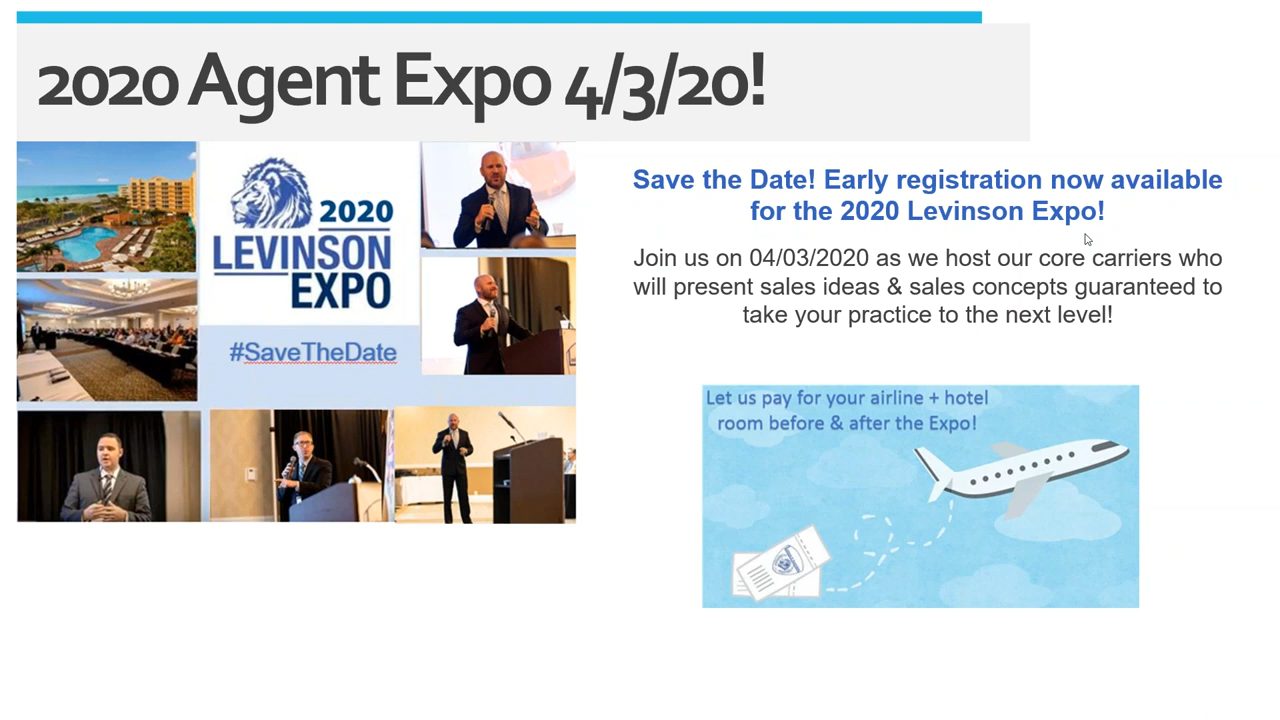 2020 Agent Expo 4/3/20!
2020
LEVINSON
EXPO
#SaveTheDate
Save the Date! Early registration now available
for the 2020 Levinson Expo!
Join us on 04/03/2020 as we host our core carriers who
will present sales ideas & sales concepts guaranteed to
take your practice to the next level!
Let us pay for your airline + hotel
room before & after the Expo!